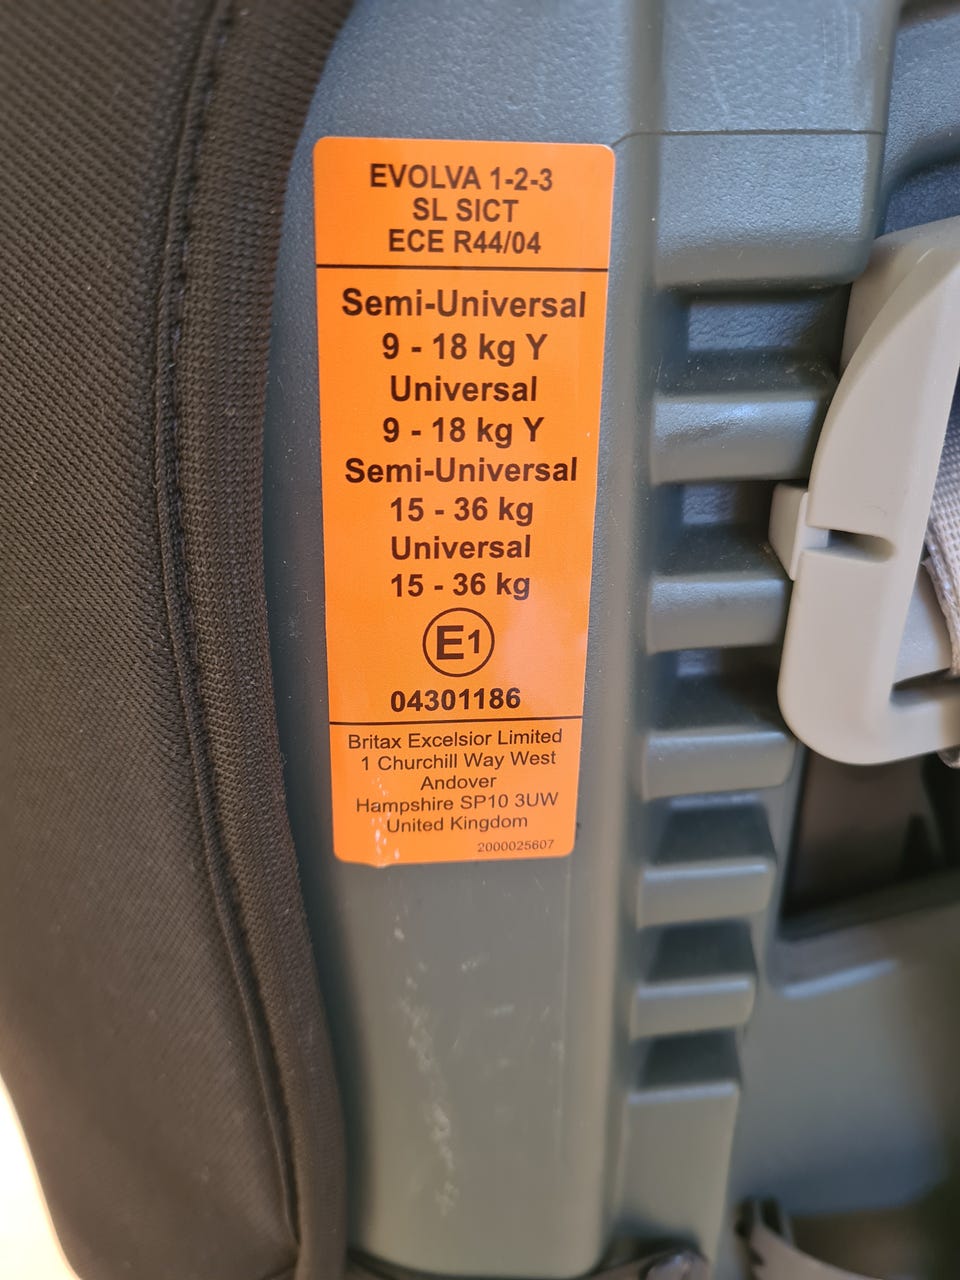 EVOLVA 1-2-3
SL SICT
ECE R44/04
Semi-Universal
9 - 18 kg Y
Universal
9 - 18 kg Y
Semi-Universal
15 - 36 kg
Universal
15 - 36 kg
E1
04301186
Britax Excelsior Limited
1 Churchill Way West
Andover
Hampshire SP10 3UW
United Kingdom
2000025607